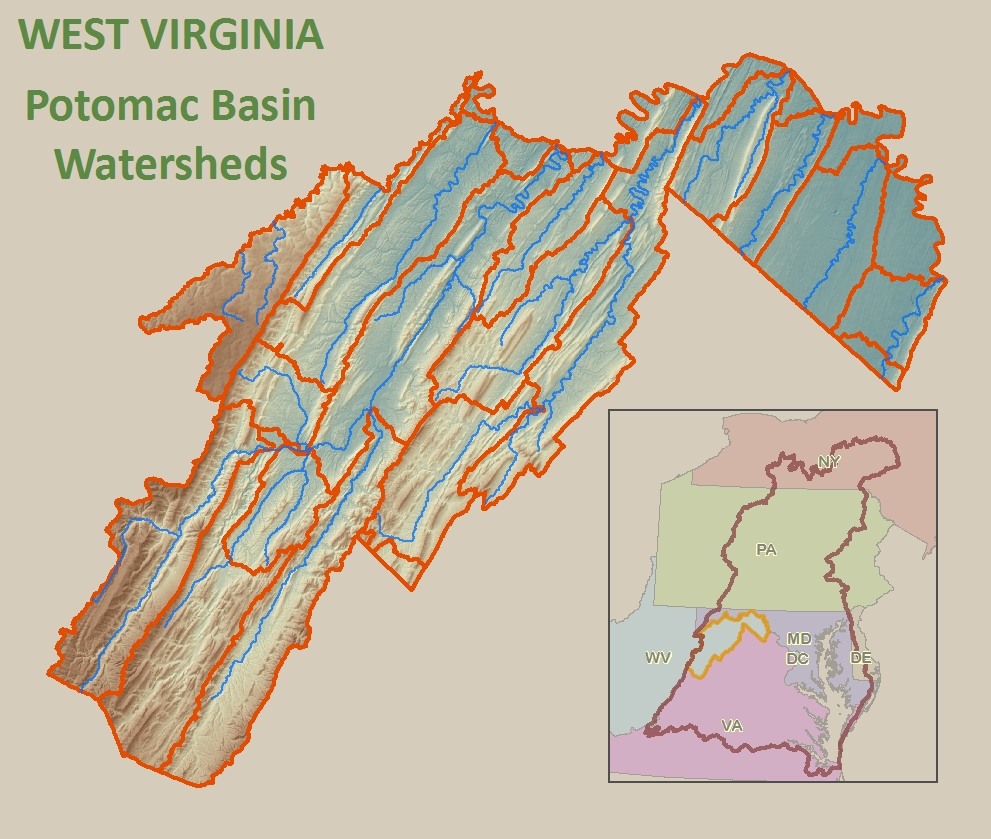 WEST VIRGINIA
Potomac Basin
Watersheds
NY
PA
MD
DC
WV
DE
VA